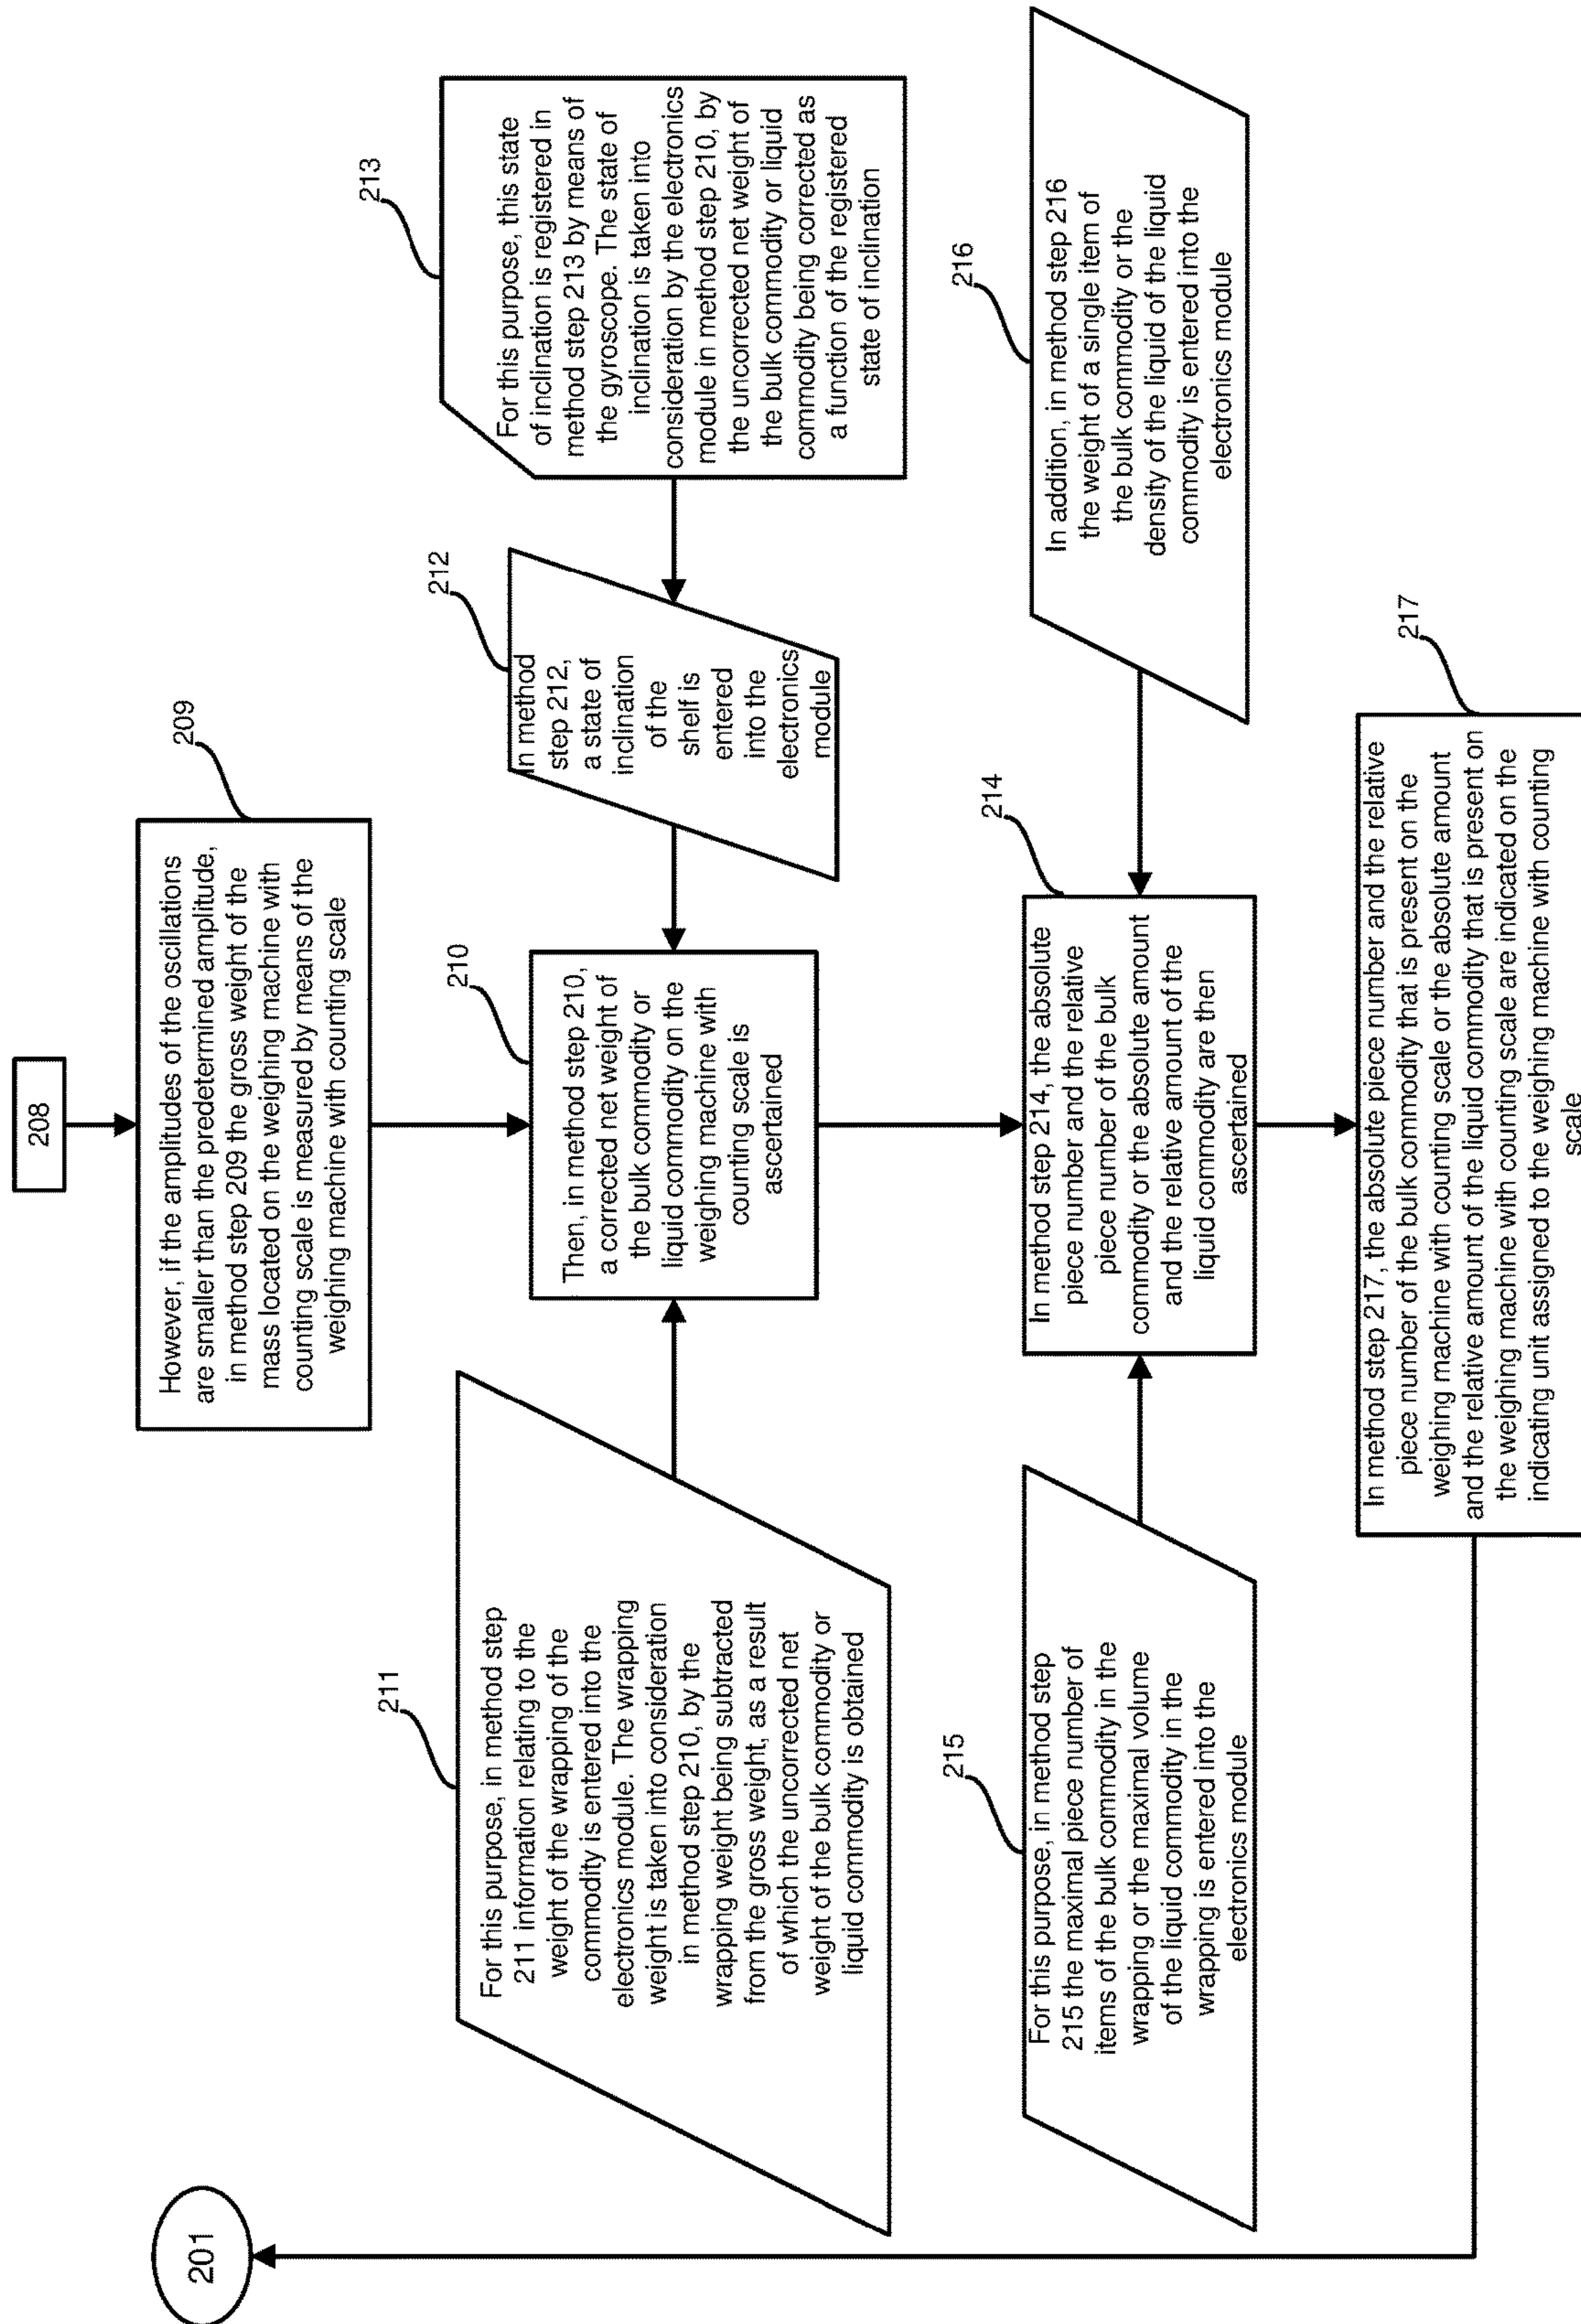 208
209
However, if the amplitudes of the oscillations
are smaller than the predetermined amplitude,
in method step 209 the gross weight of the
mass located on the weighing machine with
counting scale is measured by means of the
weighing machine with counting scale
201
211
For this purpose, in method step
211 information relating to the
weight of the wrapping of the
commodity is entered into the
electronics module. The wrapping
weight is taken into consideration
in method step 210, by the
wrapping weight being subtracted
from the gross weight, as a result
of which the uncorrected net
weight of the bulk commodity or
liquid commodity is obtained
210
Then, in method step 210,
a corrected net weight of
the bulk commodity or
liquid commodity on the
weighing machine with
counting scale is
ascertained
212
In method
step 212,
a state of
inclination
of the
shelf is
entered
into the
electronics
module
213
For this purpose, this state
of inclination is registered in
method step 213 by means of
the gyroscope. The state of
inclination is taken into
consideration by the electronics
module in method step 210, by
the uncorrected net weight of
the bulk commodity or liquid
commodity being corrected as
a function of the registered
state of inclination
215
For this purpose, in method step
215 the maximal piece number of
items of the bulk commodity in the
wrapping or the maximal volume
of the liquid commodity in the
wrapping is entered into the
electronics module
214
In method step 214, the absolute
piece number and the relative
piece number of the bulk
commodity or the absolute amount
and the relative amount of the
liquid commodity are then
ascertained
216
In addition, in method step 216
the weight of a single item of
the bulk commodity or the
density of the liquid of the liquid
commodity is entered into the
electronics module
217
In method step 217, the absolute piece number and the relative
piece number of the bulk commodity that is present on the
weighing machine with counting scale or the absolute amount
and the relative amount of the liquid commodity that is present on
the weighing machine with counting scale are indicated on the
indicating unit assigned to the weighing machine with counting
scale